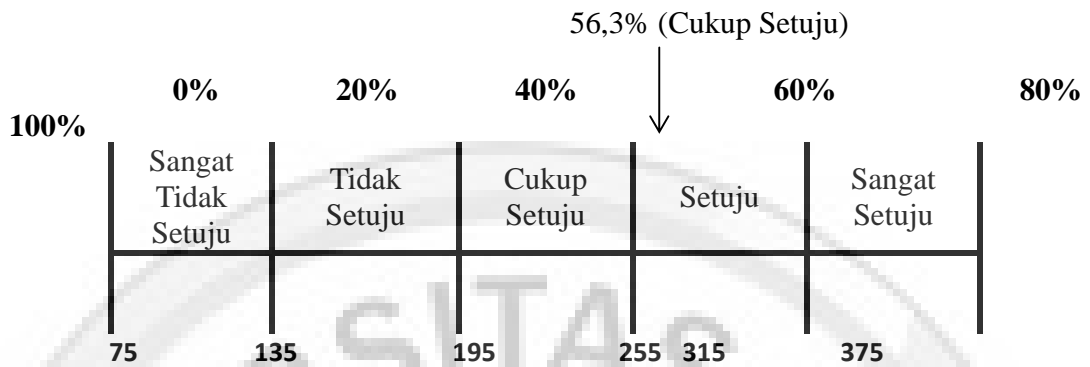 56,3% (Cukup Setuju)
0% 20% 40% 60% 80%
100%
Sangat Tidak Setuju
Tidak Setuju
Cukup Setuju
Setuju
Sangat Setuju
75 135 195 255 315 375
SITAS